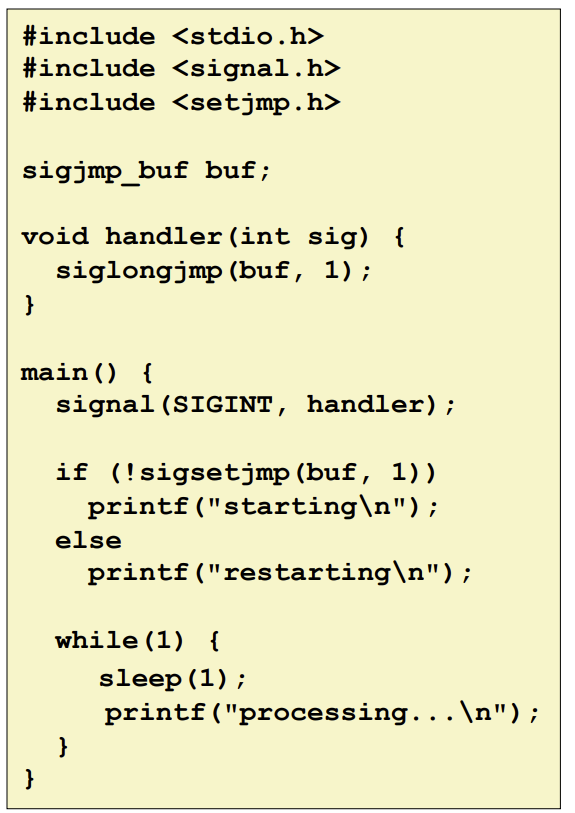 #include <stdio.h>
#include <signal.h>
#include <setjmp.h>

sigjmp_buf buf;

void handler(int sig) {
  siglongjmp(buf, 1);
}

main() {
  signal(SIGINT, handler);

  if (!sigsetjmp(buf, 1))
    printf("starting\n");
  else
    printf("restarting\n");

  while(1) {
    sleep(1);
    printf("processing...\n");
  }
}